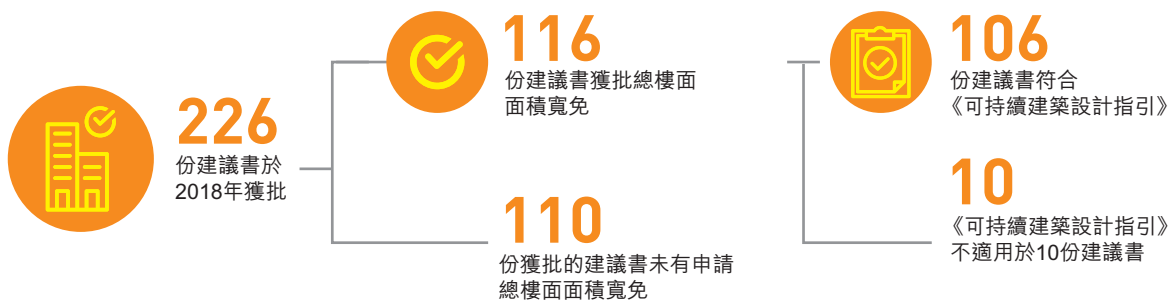 226
份建議書於
2018年獲批
116
份建議書獲批總樓面
面積寬免
110
份獲批的建議書未有申請
總樓面面積寬免
106
份建議書符合
《可持續建築設計指引》
10
《可持續建築設計指引》
不適用於10份建議書